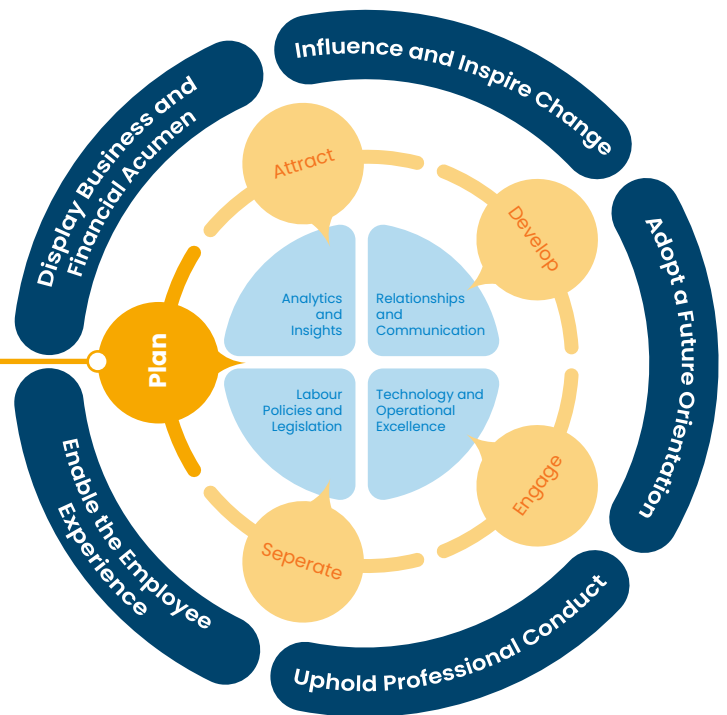 Influence and Inspire Change
Display Business and
Financial Acumen
Adopt a Future Orientation
Enable the Employee
Experience
Uphold Professional Conduct
Attract
Develop
Plan
Engage
Seperate
Analytics
and
Insights
Relationships
and
Communication
Labour
Policies and
Legislation
Technology and
Operational
Excellence